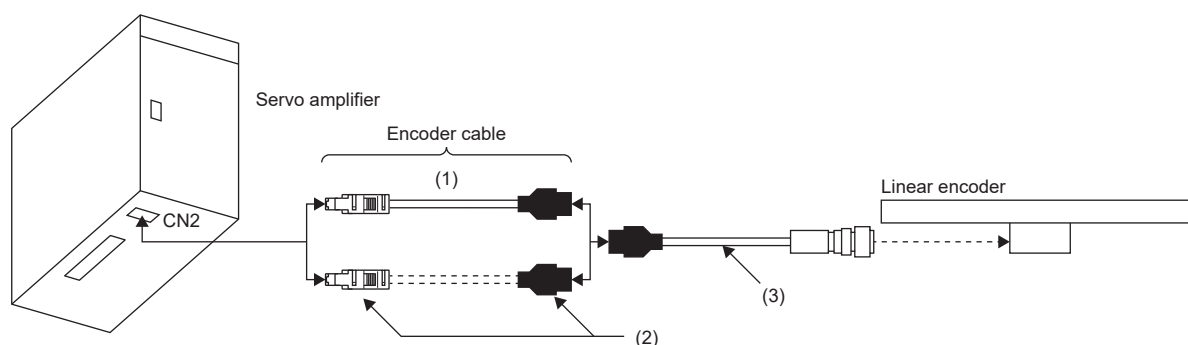 Servo amplifier
Encoder cable
(1)
Linear encoder
CN2
(3)
(2)